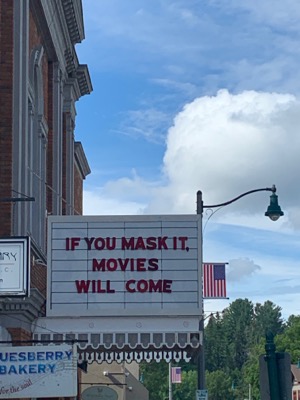 IF YOU MASK IT,
MOVIES
WILL COME
UESBERRY
BAKERY